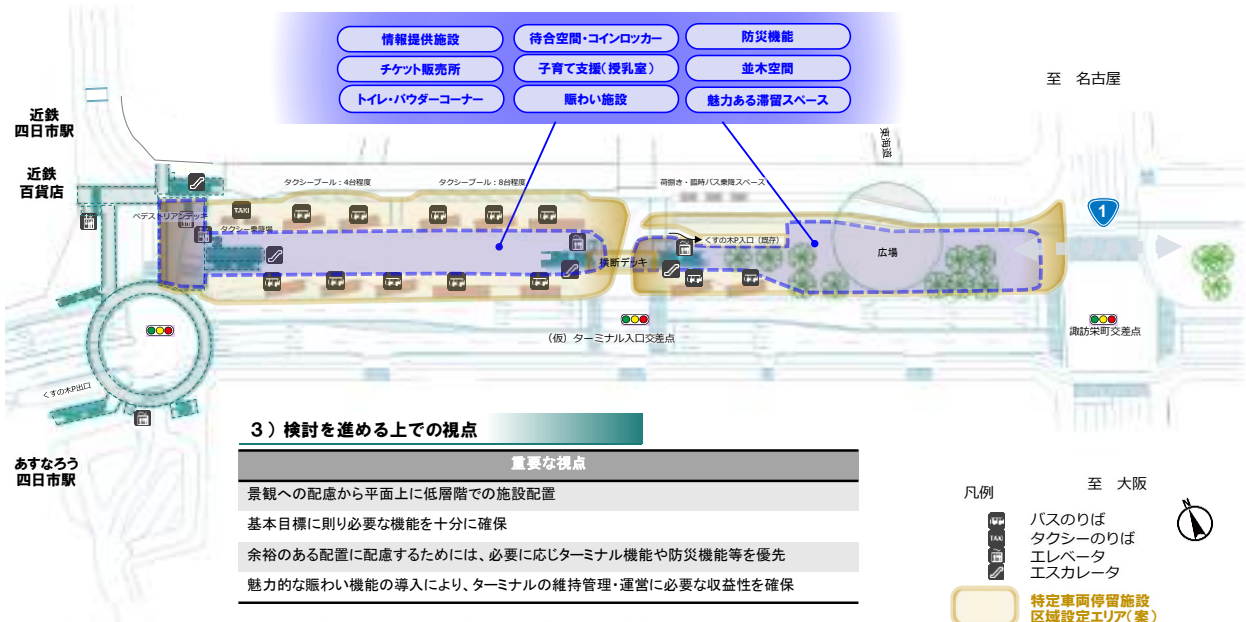 情報提供施設
待合空間・コインロッカー
防災機能
チケット販売所
子育て支援(授乳室)
並木空間
トイレ・パウダーコーナー
賑わい施設
魅力ある滞留スペース
至 名古屋
近鉄
四日市駅
近鉄
百貨店
東海道
タクシープール:4台程度
タクシープール:8台程度
荷捌き・臨時バス乗降スペース
1
ペデストリアンデッキ
TAXI
タクシー乗降場
くすの木P入口(既存)
広場
横断デッキ
(仮)ターミナル入口交差点
諏訪栄町交差点
くすの木P出口
あすなろう
四日市駅
3)検討を進める上での視点
重要な視点
景観への配慮から平面上に低層階での施設配置
基本目標に則り必要な機能を十分に確保
余裕のある配置に配慮するためには、必要に応じターミナル機能や防災機能等を優先
魅力的な賑わい機能の導入により、ターミナルの維持管理・運営に必要な収益性を確保
至 大阪
凡例
N
バスのりば
TAXI
タクシーのりば
エレベータ
エスカレータ
特定車両停留施設
区域設定エリア(案)